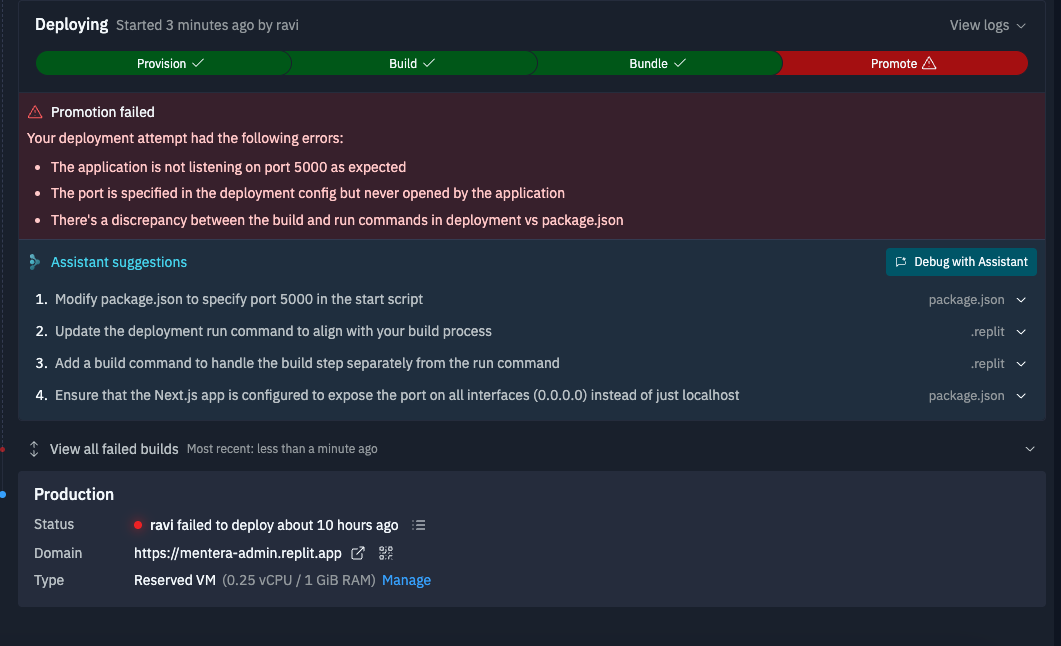 Deploying Started 3 minutes ago by ravi View logs
Provision Build Bundle Promote
Promotion failed
Your deployment attempt had the following errors:
• The application is not listening on port 5000 as expected
• The port is specified in the deployment config but never opened by the application
• There's a discrepancy between the build and run commands in deployment vs package.json
Assistant suggestions Debug with Assistant
1. Modify package.json to specify port 5000 in the start script package.json
2. Update the deployment run command to align with your build process .replit
3. Add a build command to handle the build step separately from the run command .replit
4. Ensure that the Next.js app is configured to expose the port on all interfaces (0.0.0.0) instead of just localhost package.json
View all failed builds Most recent: less than a minute ago
Production
Status ravi failed to deploy about 10 hours ago
Domain https://mentera-admin.replit.app
Type Reserved VM (0.25 vCPU / 1 GiB RAM) Manage